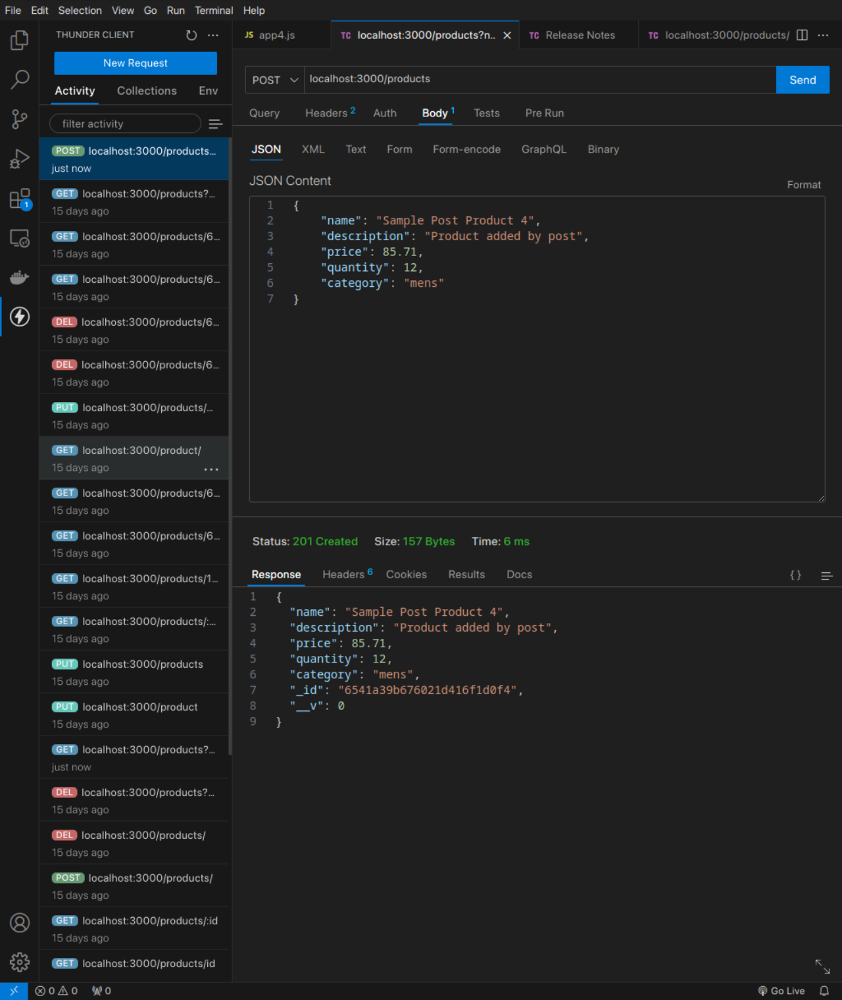 File Edit Selection View Go Run Terminal Help
THUNDER CLIENT
New Request
Activity Collections Env
filter activity
POST localhost:3000/products...
just now
GET localhost:3000/products?...
15 days ago
GET localhost:3000/products/6...
15 days ago
GET localhost:3000/products/6...
15 days ago
DEL localhost:3000/products/6...
15 days ago
DEL localhost:3000/products/6...
15 days ago
PUT localhost:3000/products/...
15 days ago
GET localhost:3000/product/
15 days ago
GET localhost:3000/products/6...
15 days ago
GET localhost:3000/products/6...
15 days ago
GET localhost:3000/products/1...
15 days ago
GET localhost:3000/products/:...
15 days ago
PUT localhost:3000/products
15 days ago
PUT localhost:3000/product
15 days ago
GET localhost:3000/products?...
just now
DEL localhost:3000/products?...
15 days ago
DEL localhost:3000/products/
15 days ago
POST localhost:3000/products/
15 days ago
GET localhost:3000/products/:id
15 days ago
GET localhost:3000/products/id
1
JS app4.js TC localhost:3000/products?n.. TC Release Notes TC localhost:3000/products/
POST localhost:3000/products Send
Query Headers 2 Auth Body 1 Tests Pre Run
JSON XML Text Form Form-encode GraphQL Binary
JSON Content
Format
1 {
2 "name": "Sample Post Product 4",
3 "description": "Product added by post",
4 "price": 85.71,
5 "quantity": 12,
6 "category": "mens"
7 }
Status: 201 Created Size: 157 Bytes Time: 6 ms
Response Headers 6 Cookies Results Docs {}
1 {
2 "name": "Sample Post Product 4",
3 "description": "Product added by post",
4 "price": 85.71,
5 "quantity": 12,
6 "category": "mens",
7 "_id": "6541a39b676021d416f1d0f4",
8 "__v": 0
9 }
0 0 0 Go Live